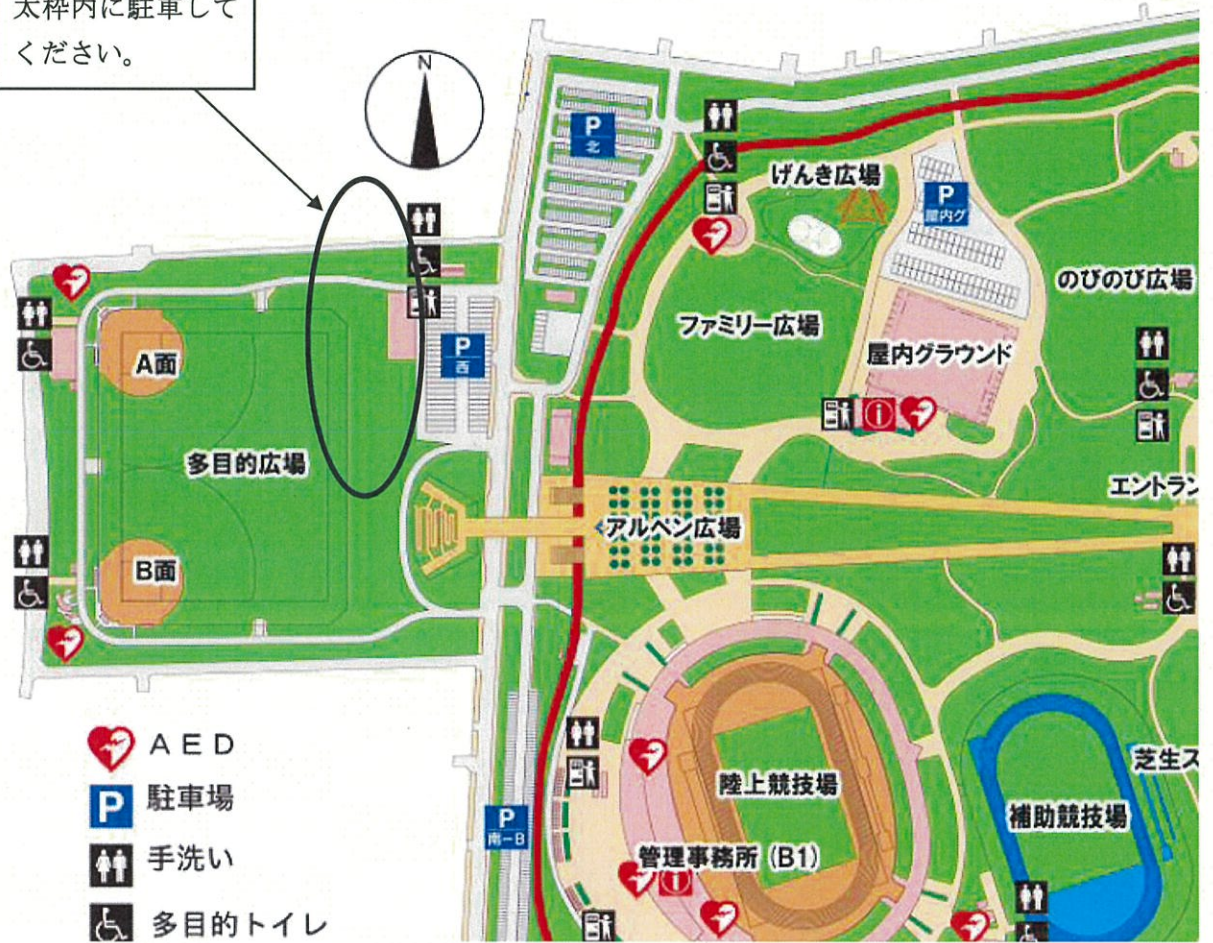 太枠内に駐車して
ください。
N
P
北
げんき広場
P
屋内グ
のびのび広場
ファミリー広場
屋内グラウンド
A面
P
西
多目的広場
エントラン
アルペン広場
B面
AED
P 駐車場
手洗い
多目的トイレ
P
南-B
陸上競技場
芝生ス
補助競技場
管理事務所 (B1)